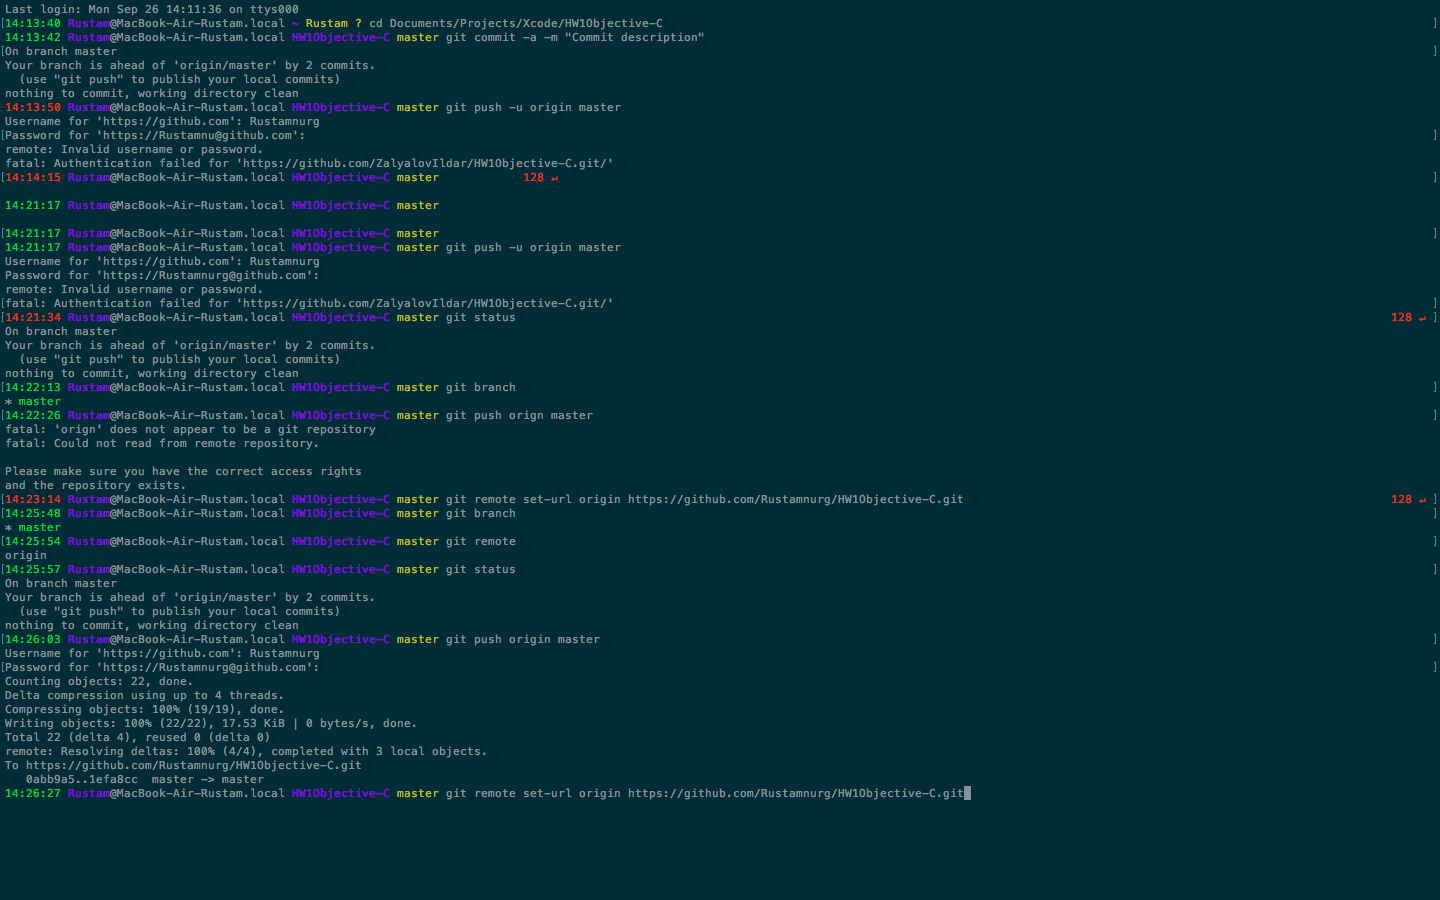 Last login: Mon Sep 26 14:11:36 on ttys000
[14:13:40 Rustam@MacBook-Air-Rustam.local ~ Rustam ? cd Documents/Projects/Xcode/HW1Objective-C ]
14:13:42 Rustam@MacBook-Air-Rustam.local HW1Objective-C master git commit -a -m "Commit description"
[On branch master ]
Your branch is ahead of 'origin/master' by 2 commits.
  (use "git push" to publish your local commits)
nothing to commit, working directory clean
14:13:50 Rustam@MacBook-Air-Rustam.local HW1Objective-C master git push -u origin master
Username for 'https://github.com': Rustamnurg
[Password for 'https://Rustamnu@github.com': ]
remote: Invalid username or password.
fatal: Authentication failed for 'https://github.com/ZalyalovIldar/HW1Objective-C.git/'
[14:14:15 Rustam@MacBook-Air-Rustam.local HW1Objective-C master 128 ↵ ]
14:21:17 Rustam@MacBook-Air-Rustam.local HW1Objective-C master
[14:21:17 Rustam@MacBook-Air-Rustam.local HW1Objective-C master ]
14:21:17 Rustam@MacBook-Air-Rustam.local HW1Objective-C master git push -u origin master
Username for 'https://github.com': Rustamnurg
Password for 'https://Rustamnurg@github.com':
remote: Invalid username or password.
[fatal: Authentication failed for 'https://github.com/ZalyalovIldar/HW1Objective-C.git/' ]
[14:21:34 Rustam@MacBook-Air-Rustam.local HW1Objective-C master git status 128 ↵ ]
On branch master
Your branch is ahead of 'origin/master' by 2 commits.
  (use "git push" to publish your local commits)
nothing to commit, working directory clean
[14:22:13 Rustam@MacBook-Air-Rustam.local HW1Objective-C master git branch ]
* master
[14:22:26 Rustam@MacBook-Air-Rustam.local HW1Objective-C master git push orign master ]
fatal: 'orign' does not appear to be a git repository
fatal: Could not read from remote repository.
Please make sure you have the correct access rights
and the repository exists.
[14:23:14 Rustam@MacBook-Air-Rustam.local HW1Objective-C master git remote set-url origin https://github.com/Rustamnurg/HW1Objective-C.git 128 ↵ ]
[14:25:48 Rustam@MacBook-Air-Rustam.local HW1Objective-C master git branch ]
* master
[14:25:54 Rustam@MacBook-Air-Rustam.local HW1Objective-C master git remote ]
origin
[14:25:57 Rustam@MacBook-Air-Rustam.local HW1Objective-C master git status ]
On branch master
Your branch is ahead of 'origin/master' by 2 commits.
  (use "git push" to publish your local commits)
nothing to commit, working directory clean
[14:26:03 Rustam@MacBook-Air-Rustam.local HW1Objective-C master git push origin master ]
Username for 'https://github.com': Rustamnurg
[Password for 'https://Rustamnurg@github.com': ]
Counting objects: 22, done.
Delta compression using up to 4 threads.
Compressing objects: 100% (19/19), done.
Writing objects: 100% (22/22), 17.53 KiB | 0 bytes/s, done.
Total 22 (delta 4), reused 0 (delta 0)
remote: Resolving deltas: 100% (4/4), completed with 3 local objects.
To https://github.com/Rustamnurg/HW1Objective-C.git
   0abb9a5..1efa8cc  master -> master
14:26:27 Rustam@MacBook-Air-Rustam.local HW1Objective-C master git remote set-url origin https://github.com/Rustamnurg/HW1Objective-C.git